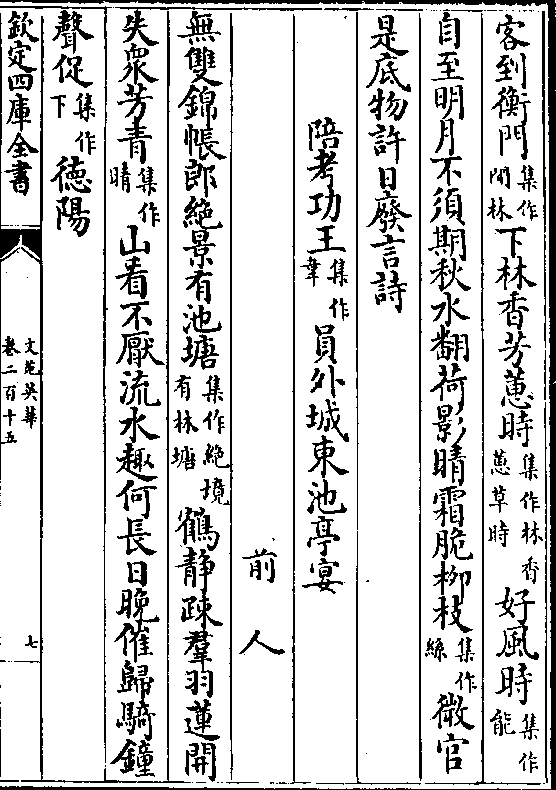 客到衡門集作閉林下林香芳蕙時集作林香蕙草時好風時集作能
自至明月不須期秋水翻荷影晴霜脆柳枝集作絲微官
是底物許日廢言詩
陪考功王集作韋員外城東池亭宴
前人
無雙錦帳郎絶景有池塘集作絶境有林塘鶴静踈羣羽蓮開
失衆芳青集作晴山看不厭流水趣何長日晚催歸騎鐘
聲促集作下德陽
欽定四庫全書
文苑英華
卷二百十五
七